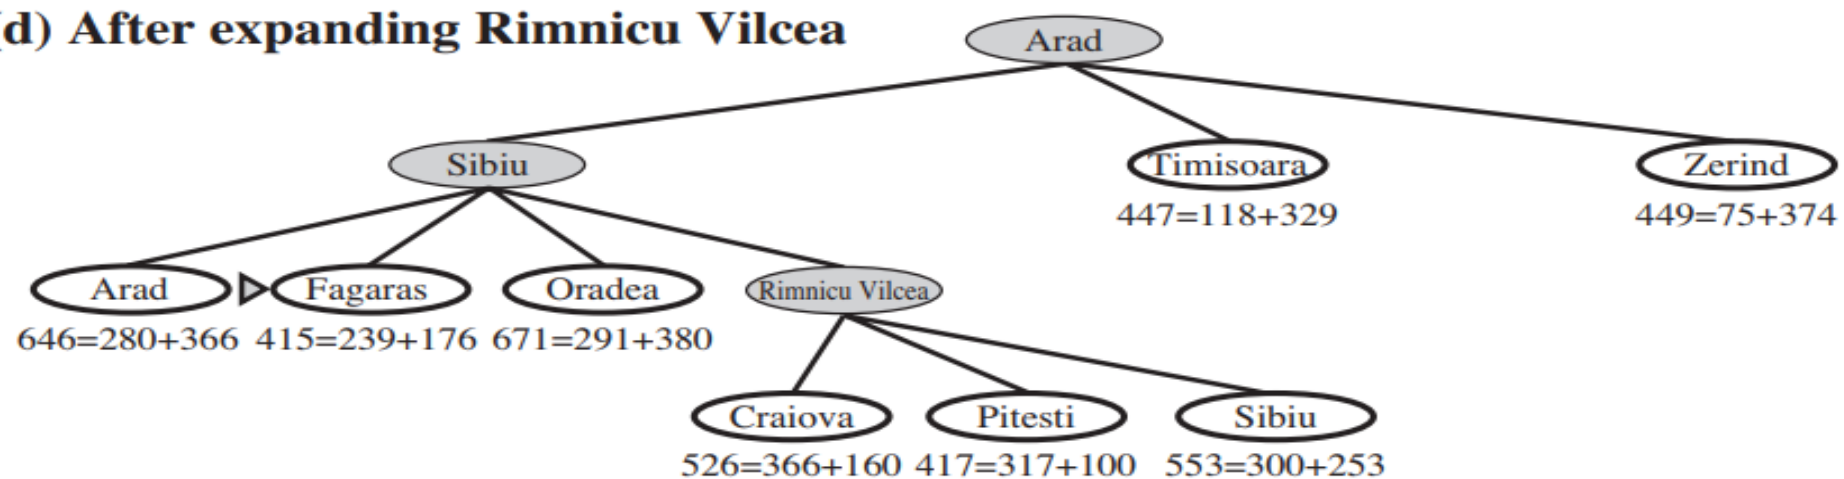 (d) After expanding Rimnicu Vilcea
Arad
Sibiu
Timisoara
Zerind
447=118+329
449=75+374
Arad
Fagaras
Oradea
Rimnicu Vilcea
646=280+366
415=239+176
671=291+380
Craiova
Pitesti
Sibiu
526=366+160
417=317+100
553=300+253